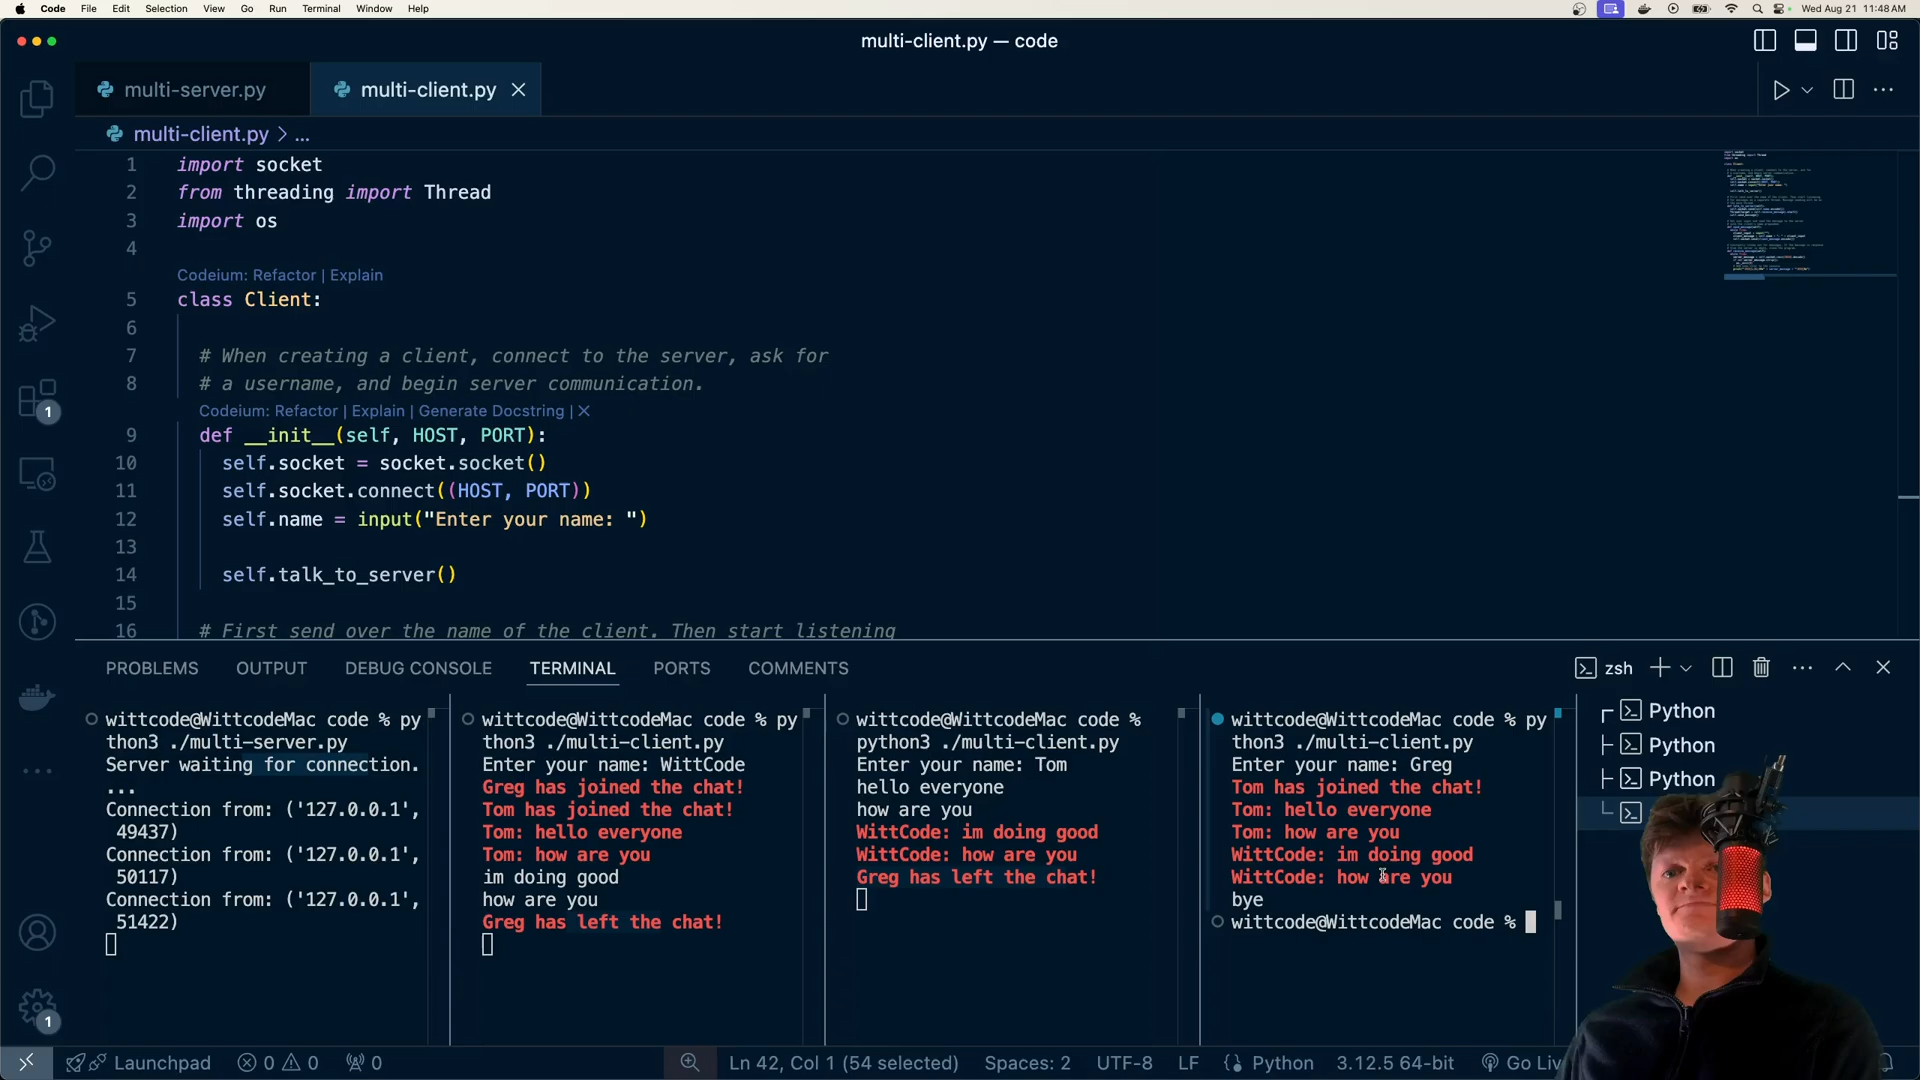 Code File Edit Selection View Go Run Terminal Window Help
Wed Aug 21 11:48 AM
multi-client.py — code
multi-server.py
multi-client.py
multi-client.py > ...
1 import socket
2 from threading import Thread
3 import os
4
Codeium: Refactor | Explain
5 class Client:
6
7 # When creating a client, connect to the server, ask for
8 # a username, and begin server communication.
Codeium: Refactor | Explain | Generate Docstring | ✕
9 def __init__(self, HOST, PORT):
10 self.socket = socket.socket()
11 self.socket.connect((HOST, PORT))
12 self.name = input("Enter your name: ")
13
14 self.talk_to_server()
15
16 # First send over the name of the client. Then start listening
PROBLEMS OUTPUT DEBUG CONSOLE TERMINAL PORTS COMMENTS
zsh
wittcode@WittcodeMac code % py
thon3 ./multi-server.py
Server waiting for connection.
...
Connection from: ('127.0.0.1',
49437)
Connection from: ('127.0.0.1',
50117)
Connection from: ('127.0.0.1',
51422)
wittcode@WittcodeMac code % py
thon3 ./multi-client.py
Enter your name: WittCode
Greg has joined the chat!
Tom has joined the chat!
Tom: hello everyone
Tom: how are you
im doing good
how are you
Greg has left the chat!
wittcode@WittcodeMac code %
python3 ./multi-client.py
Enter your name: Tom
hello everyone
how are you
WittCode: im doing good
WittCode: how are you
Greg has left the chat!
wittcode@WittcodeMac code % py
thon3 ./multi-client.py
Enter your name: Greg
Tom has joined the chat!
Tom: hello everyone
Tom: how are you
WittCode: im doing good
WittCode: how are you
bye
wittcode@WittcodeMac code %
Python
Python
Python
1
1
Launchpad 0 0 0
Ln 42, Col 1 (54 selected) Spaces: 2 UTF-8 LF Python 3.12.5 64-bit Go Liv